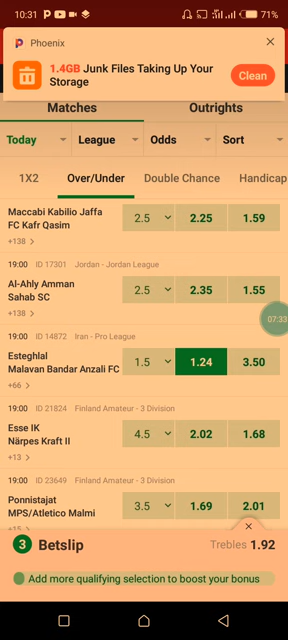 10:31
71%
Phoenix
1.4GB Junk Files Taking Up Your
Storage
Clean
Matches
Outrights
Today
League
Odds
Sort
1X2
Over/Under
Double Chance
Handicap
Maccabi Kabilio Jaffa
FC Kafr Qasim
2.5
2.25
1.59
+138 >
19:00 ID 17301 Jordan - Jordan League
Al-Ahly Amman
Sahab SC
2.5
2.35
1.55
+138 >
07:33
19:00 ID 14872 Iran - Pro League
Esteghlal
Malavan Bandar Anzali FC
1.5
1.24
3.50
+66 >
19:00 ID 21824 Finland Amateur - 3 Division
Esse IK
Närpes Kraft II
4.5
2.02
1.68
+13 >
19:00 ID 23649 Finland Amateur - 3 Division
Ponnistajat
MPS/Atletico Malmi
3.5
1.69
2.01
+15 >
3 Betslip
Trebles 1.92
Add more qualifying selection to boost your bonus